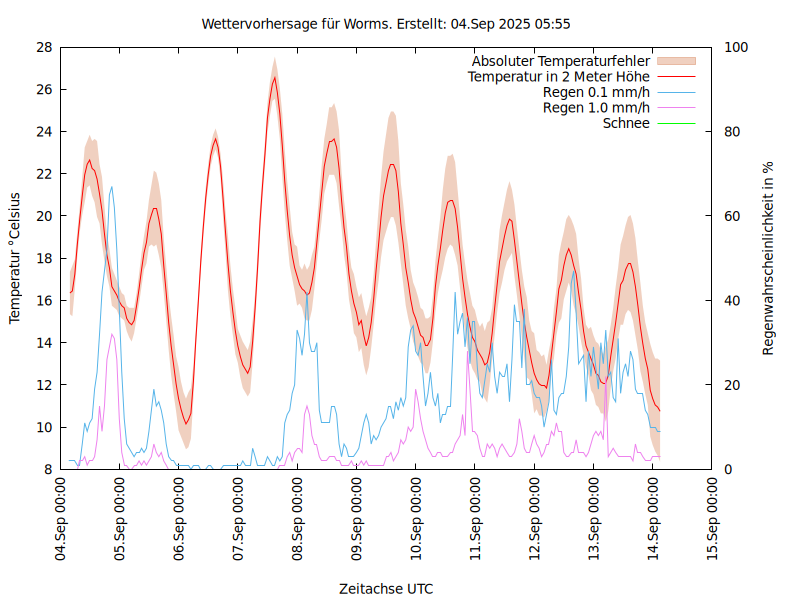 Wettervorhersage für Worms. Erstellt: 04.Sep 2025 05:55
Absoluter Temperaturfehler
Temperatur in 2 Meter Höhe
Regen 0.1 mm/h
Regen 1.0 mm/h
Schnee
Temperatur °Celsius
28
26
24
22
20
18
16
14
12
10
8
100
80
60
40
20
0
Regenwahrscheinlichkeit in %
04.Sep 00:00
05.Sep 00:00
06.Sep 00:00
07.Sep 00:00
08.Sep 00:00
09.Sep 00:00
10.Sep 00:00
11.Sep 00:00
12.Sep 00:00
13.Sep 00:00
14.Sep 00:00
15.Sep 00:00
Zeitachse UTC